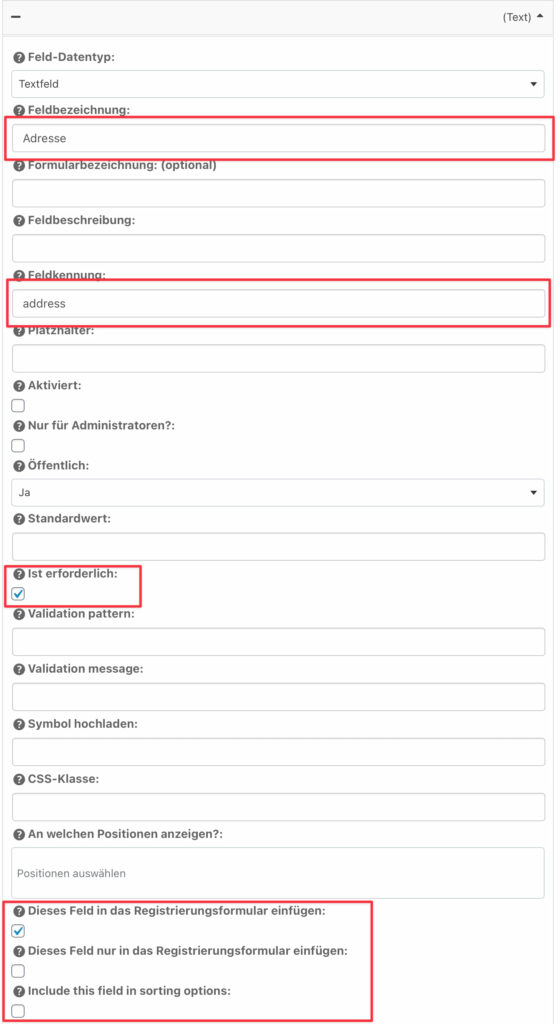 (Text)
Feld-Datentyp:
Textfeld
Feldbezeichnung:
Adresse
Formularbezeichnung: (optional)
Feldbeschreibung:
Feldkennung:
address
Platzhalter:
Aktiviert:
Nur für Administratoren?:
Öffentlich:
Ja
Standardwert:
Ist erforderlich:
Validation pattern:
Validation message:
Symbol hochladen:
CSS-Klasse:
An welchen Positionen anzeigen?:
Positionen auswählen
Dieses Feld in das Registrierungsformular einfügen:
Dieses Feld nur in das Registrierungsformular einfügen:
Include this field in sorting options: